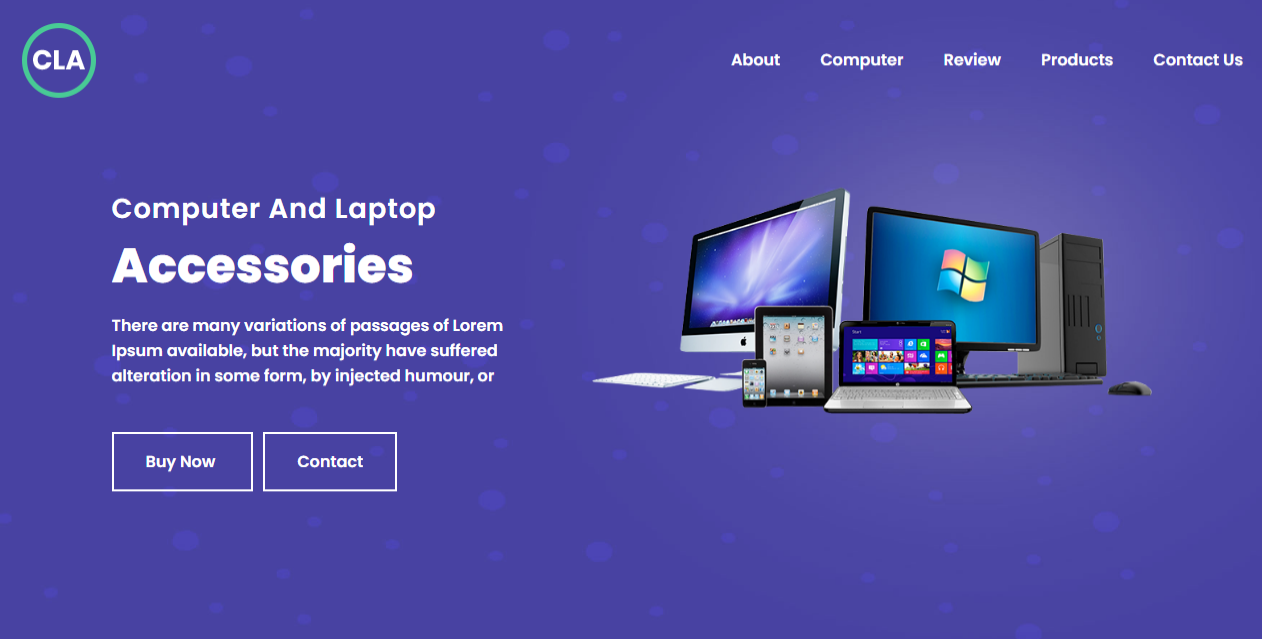 CLA
About
Computer
Review
Products
Contact Us
Computer And Laptop
Accessories
There are many variations of passages of Lorem
Ipsum available, but the majority have suffered
alteration in some form, by injected humour, or
Buy Now
Contact
Start